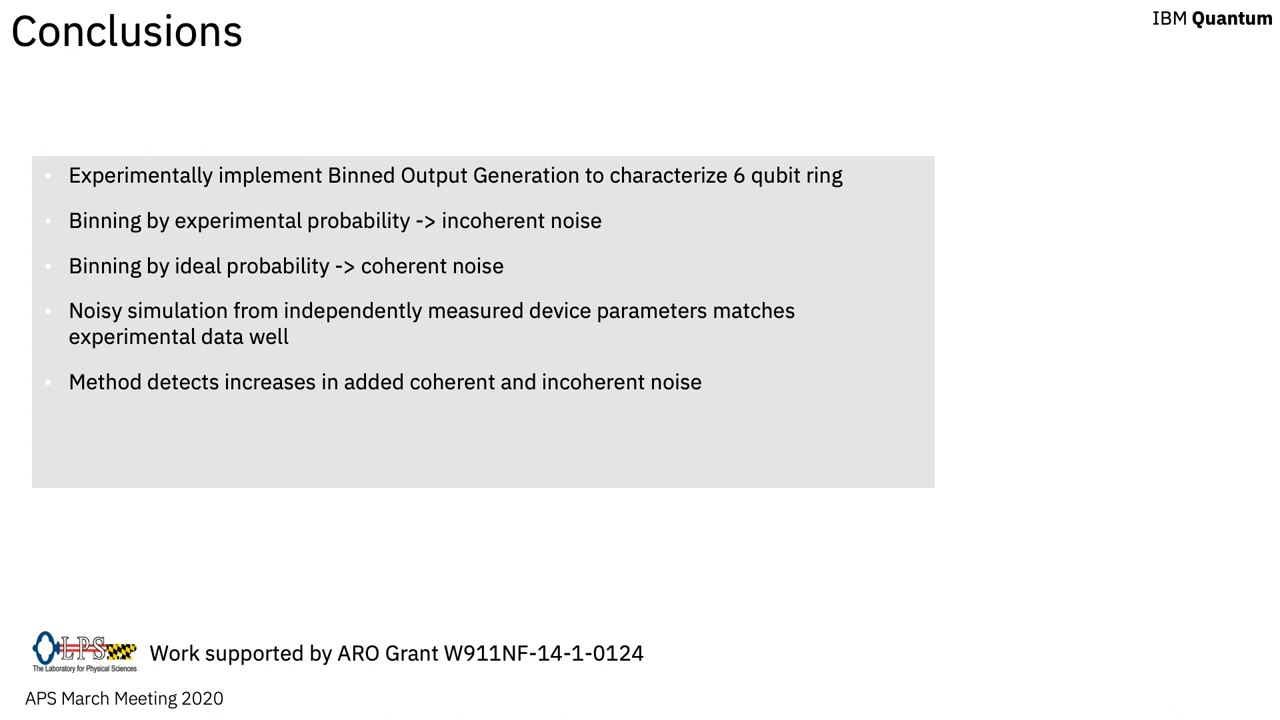 Conclusions
IBM Quantum
• Experimentally implement Binned Output Generation to characterize 6 qubit ring
• Binning by experimental probability -> incoherent noise
• Binning by ideal probability -> coherent noise
• Noisy simulation from independently measured device parameters matches
experimental data well
• Method detects increases in added coherent and incoherent noise
LPS
The Laboratory for Physical Sciences
Work supported by ARO Grant W911NF-14-1-0124
APS March Meeting 2020